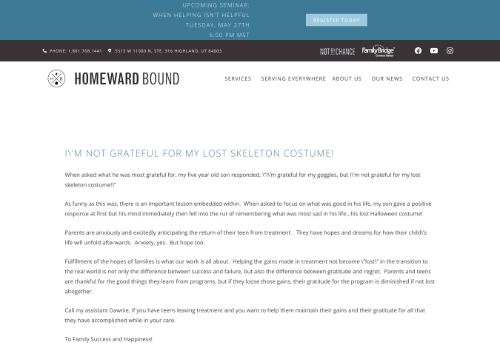 UPCOMING SEMINAR:
WHEN HELPING ISN'T HELPFUL
TUESDAY, MAY 27TH
6:00 PM MST
REGISTER TODAY
PHONE: 1.801.768.1441
5513 W 11000 N, STE. 316 HIGHLAND, UT 84003
NOT BY CHANCE
FamilyBridge
HOMEWARD BOUND
SERVICES
SERVING EVERYWHERE
ABOUT US
OUR NEWS
CONTACT US
I\'M NOT GRATEFUL FOR MY LOST SKELETON COSTUME!
When asked what he was most grateful for, my five year old son responded, \"I\'m grateful for my goggles, but I\'m not grateful for my lost
skeleton costume!\"
As funny as this was, there is an important lesson embedded within. When asked to focus on what was good in his life, my son gave a positive
response at first but his mind immediately then fell into the rut of remembering what was most sad in his life...his lost Halloween costume!
Parents are anxiously and excitedly anticipating the return of their teen from treatment . They have hopes and dreams for how their child\'s
life will unfold afterwards. Anxiety, yes. But hope too.
Fulfillment of the hopes of families is what our work is all about. Helping the gains made in treatment not become \"lost\" in the transition
to the real world is not only the difference between success and failure, but also the difference between gratitude and regret. Parents and teens
are thankful for the good things they learn from programs, but if they loose those gains, their gratitude for the program is diminished if not lost
altogether.
Call my assistant Dawnie, if you have teens leaving treatment and you want to help them maintain their gains and their gratitude for all that
they have accomplished while in your care.
To Family Success and Happiness!